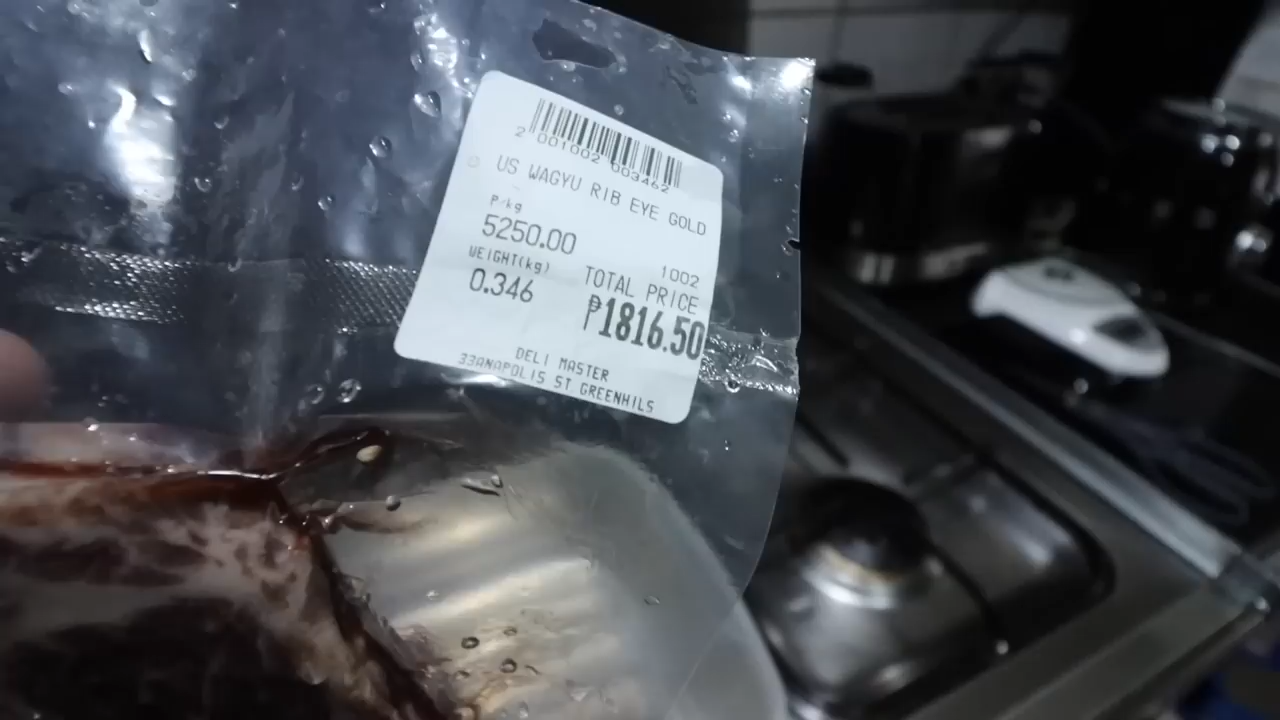 2 001002 003462
US WAGYU RIB EYE GOLD
P/kg
5250.00
WEIGHT(kg)
0.346
1002
TOTAL PRICE
₱1816.50
DELI MASTER
33ANAPOLIS ST GREENHILS